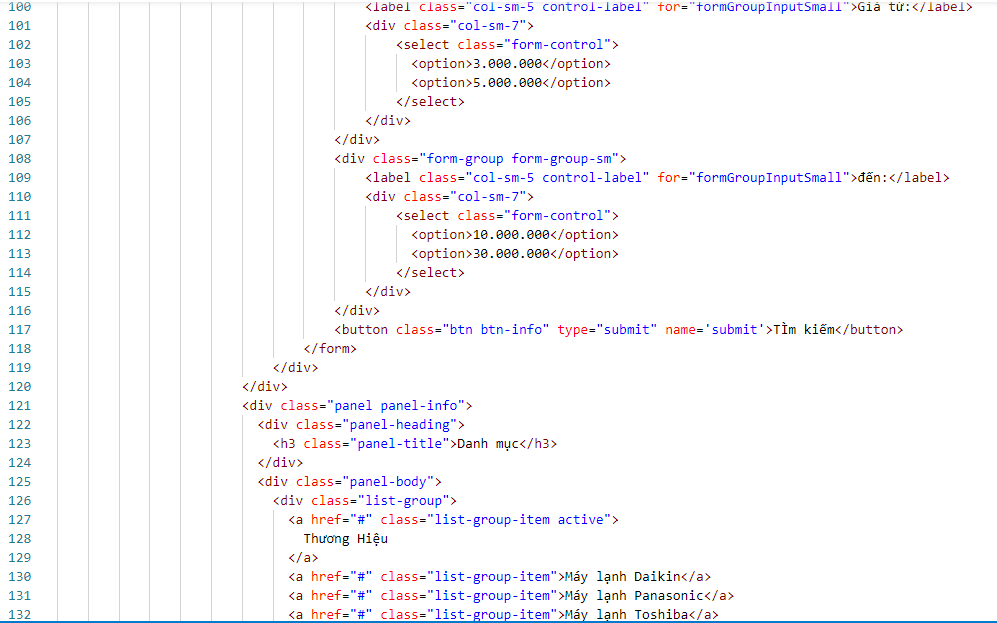 100 <label class="col-sm-5 control-label" for="formGroupInputSmall">Giá từ:</label>
101 <div class="col-sm-7">
102 <select class="form-control">
103 <option>3.000.000</option>
104 <option>5.000.000</option>
105 </select>
106 </div>
107 </div>
108 <div class="form-group form-group-sm">
109 <label class="col-sm-5 control-label" for="formGroupInputSmall">đến:</label>
110 <div class="col-sm-7">
111 <select class="form-control">
112 <option>10.000.000</option>
113 <option>30.000.000</option>
114 </select>
115 </div>
116 </div>
117 <button class="btn btn-info" type="submit" name='submit'>TÌm kiếm</button>
118 </form>
119 </div>
120 </div>
121 <div class="panel panel-info">
122 <div class="panel-heading">
123 <h3 class="panel-title">Danh mục</h3>
124 </div>
125 <div class="panel-body">
126 <div class="list-group">
127 <a href="#" class="list-group-item active">
128 Thương Hiệu
129 </a>
130 <a href="#" class="list-group-item">Máy lạnh Daikin</a>
131 <a href="#" class="list-group-item">Máy lạnh Panasonic</a>
132 <a href="#" class="list-group-item">Máy lạnh Toshiba</a>